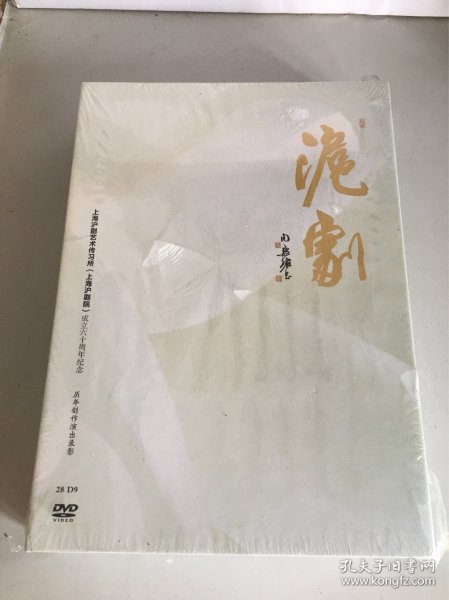 滬劇
上海沪剧艺术传习所（上海沪剧院）成立六十周年纪念
历年创作演出录影
28 D9
DVD
VIDEO
孔夫子旧书网
www.kongfz.com